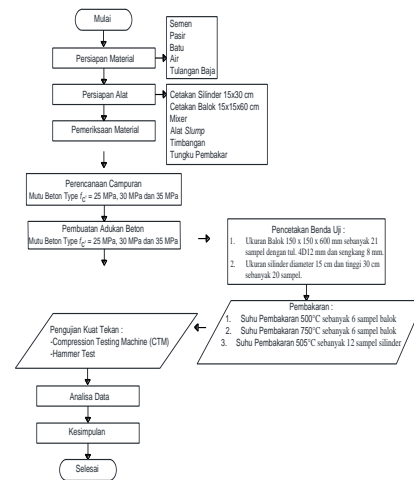 Mulai
Persiapan Material
Semen
Pasir
Batu
Air
Tulangan Baja
Persiapan Alat
Cetakan Silinder 15x30 cm
Cetakan Balok 15x15x60 cm
Mixer
Alat Slump
Timbangan
Tungku Pembakar
Pemeriksaan Material
Perencanaan Campuran
Mutu Beton Type fc' = 25 MPa, 30 MPa dan 35 MPa
Pembuatan Adukan Beton
Mutu Beton Type fc' = 25 MPa, 30 MPa dan 35 MPa
Pencetakan Benda Uji :
1. Ukuran Balok 150 x 150 x 600 mm sebanyak 21
sampel dengan tul. 4D12 mm dan sengkang 8 mm.
2. Ukuran silinder diameter 15 cm dan tinggi 30 cm
sebanyak 20 sampel.
Pembakaran :
1. Suhu Pembakaran 500°C sebanyak 6 sampel balok
2. Suhu Pembakaran 750°C sebanyak 6 sampel balok
3. Suhu Pembakaran 505°C sebanyak 12 sampel silinder
Pengujian Kuat Tekan :
-Compression Testing Machine (CTM)
-Hammer Test
Analisa Data
Kesimpulan
Selesai